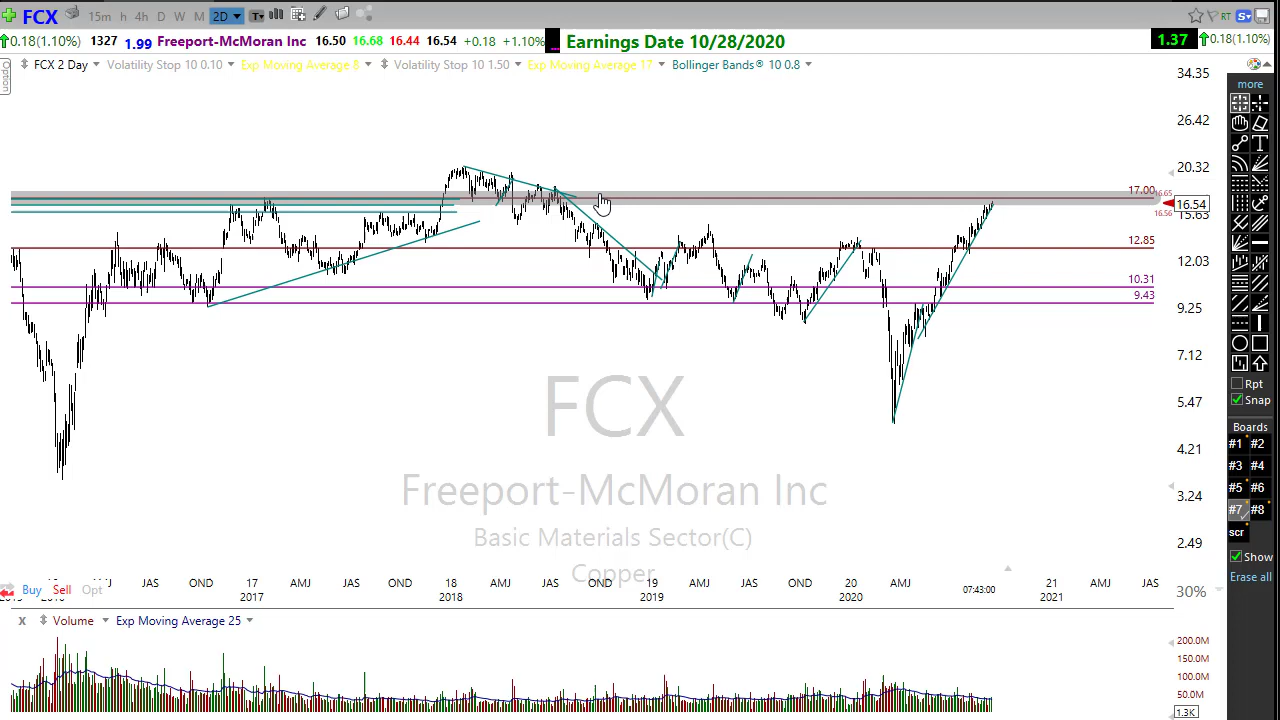 FCX 15m h 4h D W M 2D T RT S
0.18(1.10%) 1327 1.99 Freeport-McMoran Inc 16.50 16.68 16.44 16.54 +0.18 +1.10% Earnings Date 10/28/2020 1.37 0.18(1.10%)
Option FCX 2 Day Volatility Stop 10 0.10 Exp Moving Average 8 Volatility Stop 10 1.50 Exp Moving Average 17 Bollinger Bands® 10 0.8
34.35
more
26.42
20.32
17.00
16.65
16.54
16.56
15.63
12.85
12.03
10.31
9.43
9.25
7.12
Rpt
Snap
5.47
FCX
Boards
#1 #2
4.21
#3 #4
Freeport-McMoran Inc
#5 #6
3.24
#7 #8
Basic Materials Sector(C)
scr
2.49
Show
Copper
Erase all
JAS OND 17 AMJ JAS OND 18 AMJ JAS OND 19 AMJ JAS OND 20 AMJ 21 AMJ JAS
Buy Sell Opt 07:43:00 30%
2017 2018 2019 2020 2021
x Volume Exp Moving Average 25
200.0M
150.0M
100.0M
50.0M
1.3K